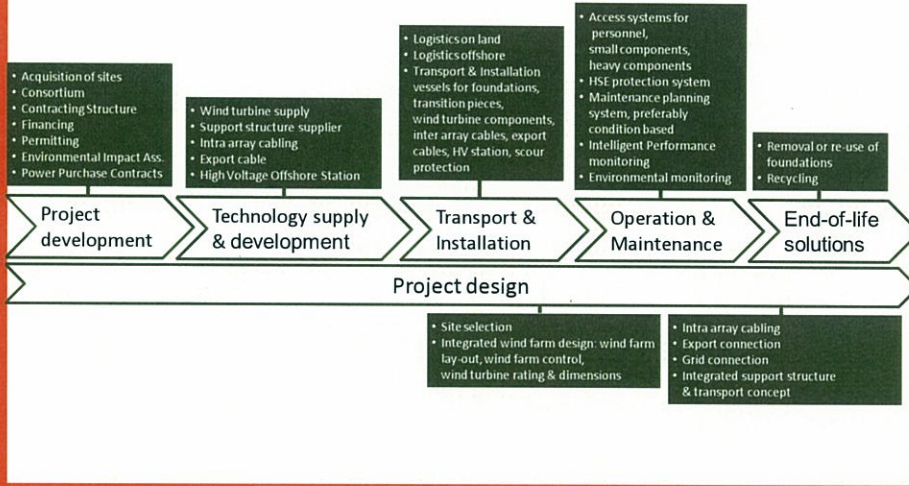 • Acquisition of sites
• Consortium
• Contracting Structure
• Financing
• Permitting
• Environmental Impact Ass.
• Power Purchase Contracts
• Wind turbine supply
• Support structure supplier
• Intra array cabling
• Export cable
• High Voltage Offshore Station
• Logistics on land
• Logistics offshore
• Transport & Installation
vessels for foundations,
transition pieces,
wind turbine components,
inter array cables, export
cables, HV station, scour
protection
• Access systems for
personnel,
small components,
heavy components
• HSE protection system
• Maintenance planning
system, preferably
condition based
• Intelligent Performance
monitoring
• Environmental monitoring
• Removal or re-use of
foundations
• Recycling
Project
development
Technology supply
& development
Transport &
Installation
Operation &
Maintenance
End-of-life
solutions
Project design
• Site selection
• Integrated wind farm design: wind farm
lay-out, wind farm control,
wind turbine rating & dimensions
• Intra array cabling
• Export connection
• Grid connection
• Integrated support structure
& transport concept